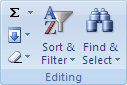 Σ
A
Z
Sort & Find &
Filter Select
Editing